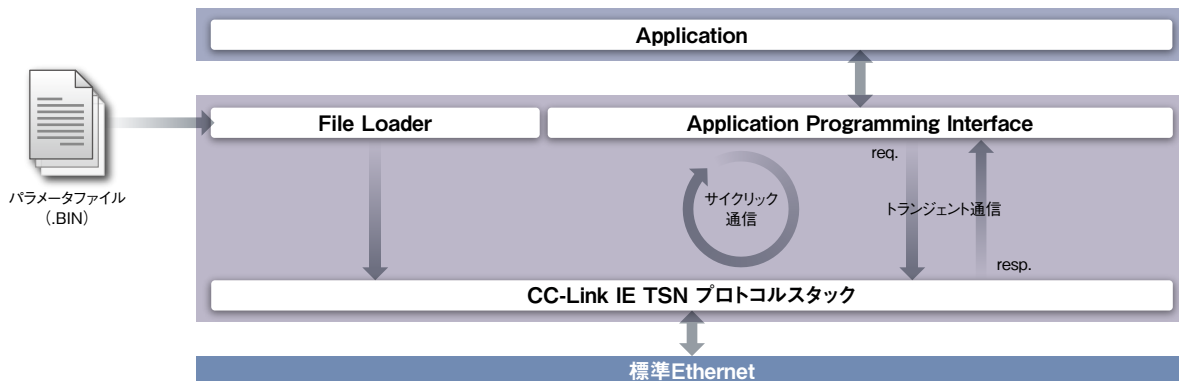 Application
File Loader
Application Programming Interface
req.
パラメータファイル
（.BIN）
サイクリック
通信
トランジェント通信
resp.
CC-Link IE TSN プロトコルスタック
標準Ethernet